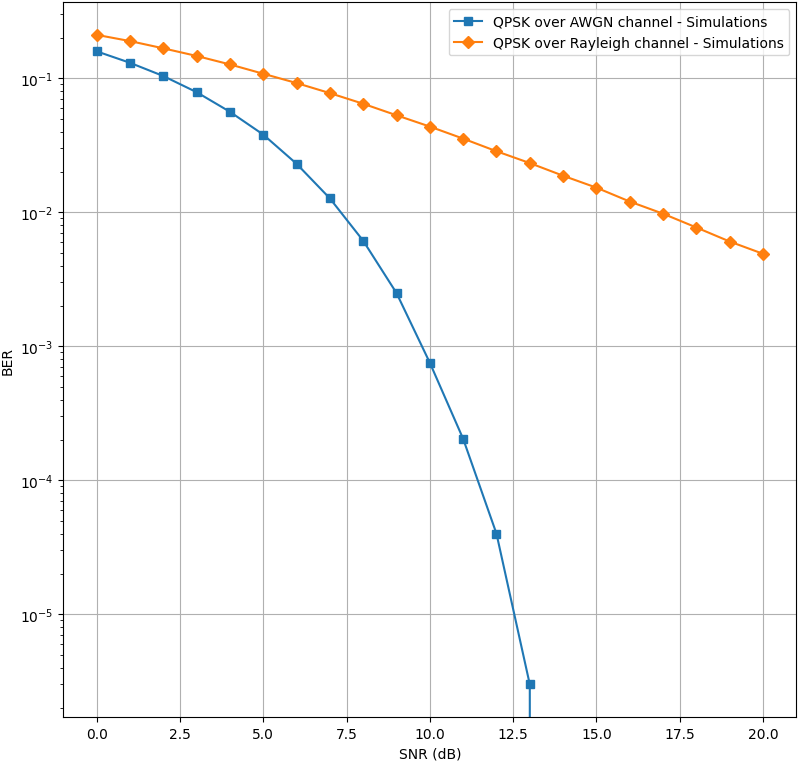 QPSK over AWGN channel - Simulations
QPSK over Rayleigh channel - Simulations
10⁻¹
10⁻²
10⁻³
10⁻⁴
10⁻⁵
BER
0.0 2.5 5.0 7.5 10.0 12.5 15.0 17.5 20.0
SNR (dB)